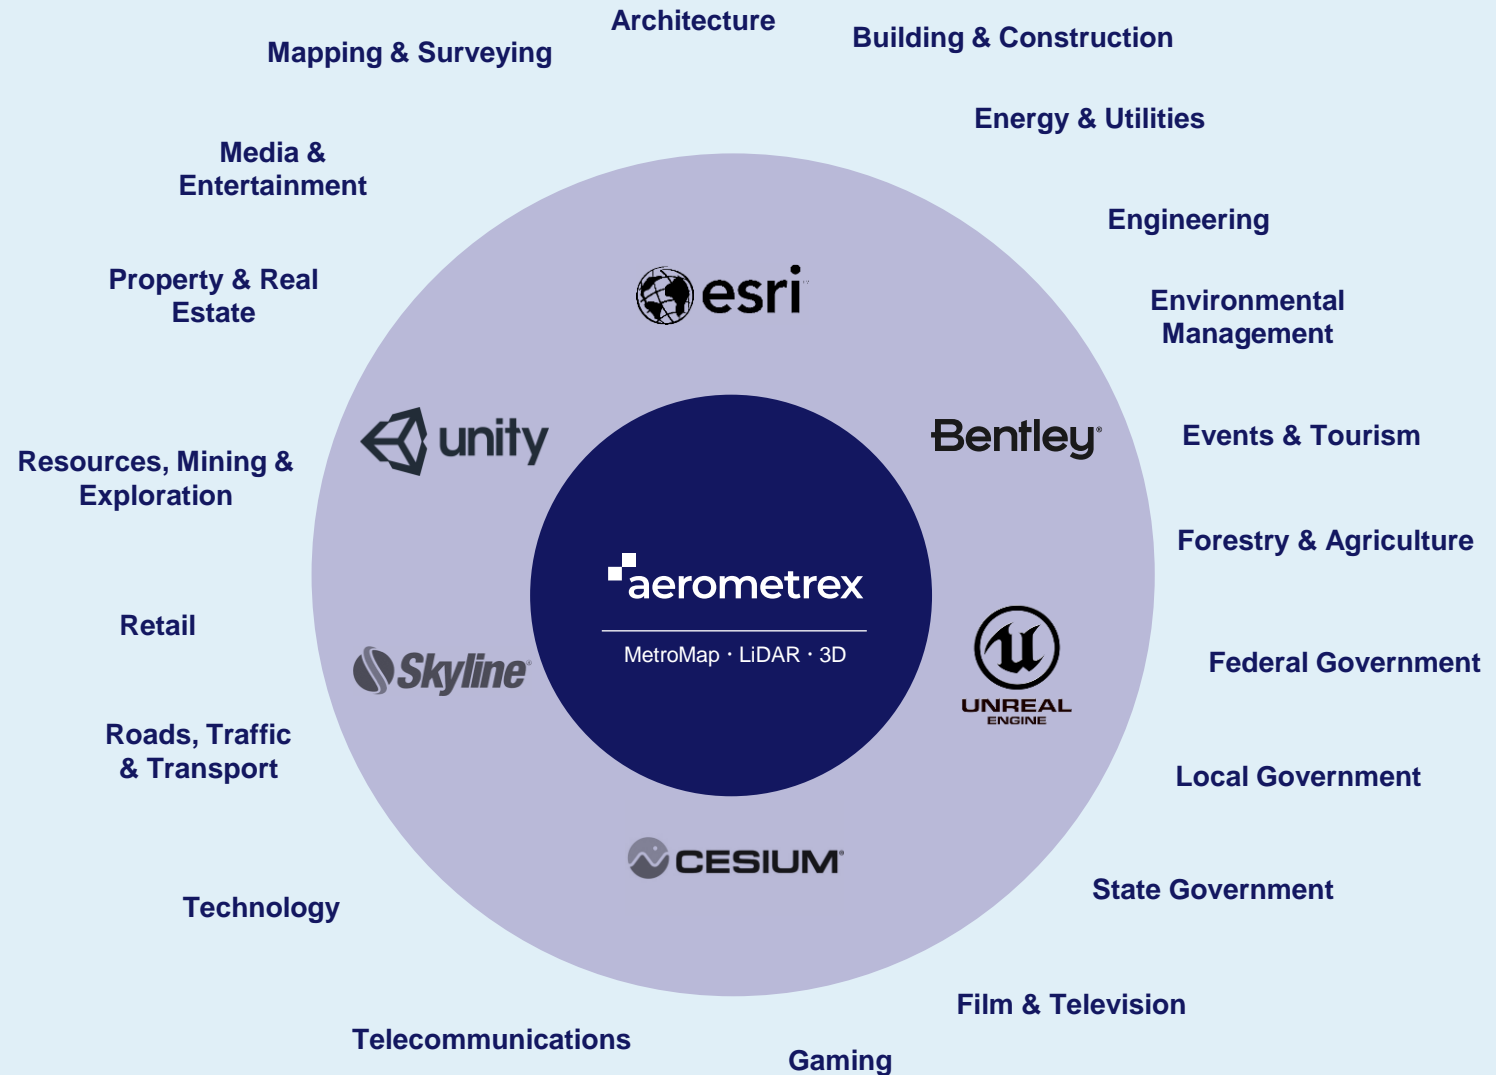 Architecture
Building & Construction
Mapping & Surveying
Energy & Utilities
Media &
Entertainment
Engineering
Property & Real
Estate
esri
Environmental
Management
unity
Bentley
Events & Tourism
Resources, Mining &
Exploration
Forestry & Agriculture
aerometrex
MetroMap · LiDAR · 3D
Retail
Skyline
UNREAL
ENGINE
Federal Government
Roads, Traffic
& Transport
Local Government
CESIUM
State Government
Technology
Film & Television
Telecommunications
Gaming